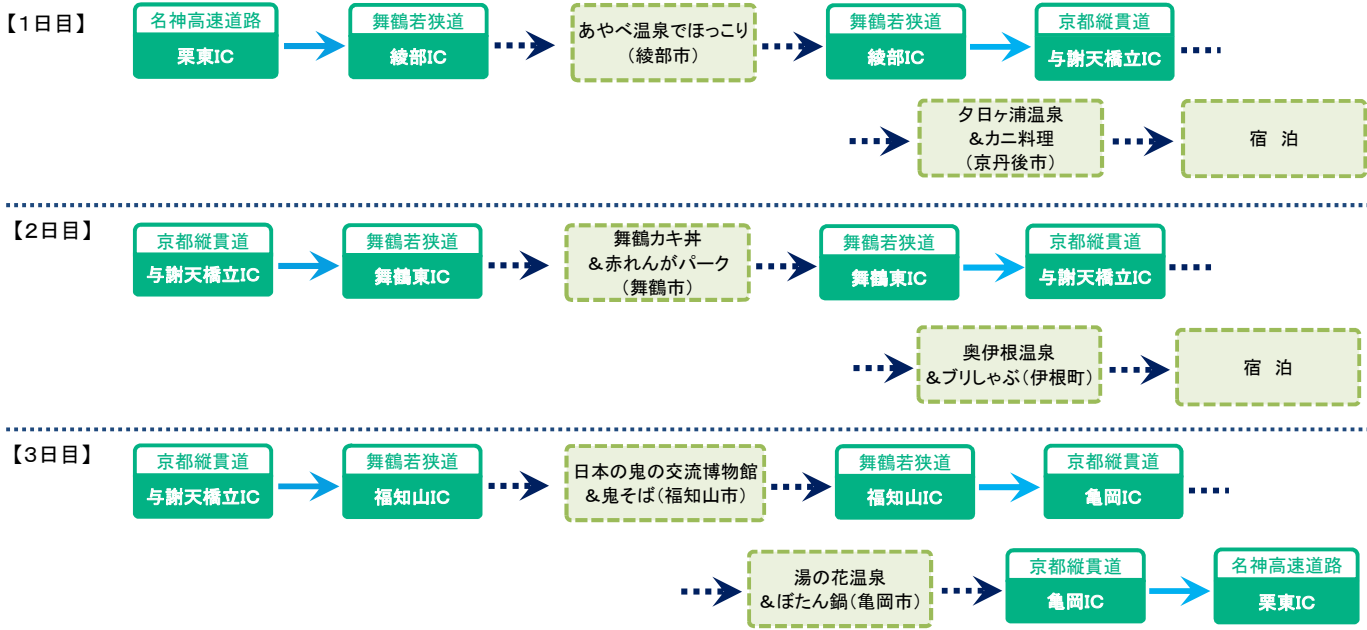 【1日目】
名神高速道路
栗東IC
舞鶴若狭道
綾部IC
あやべ温泉でほっこり
(綾部市)
舞鶴若狭道
綾部IC
京都縦貫道
与謝天橋立IC
夕日ヶ浦温泉
&カニ料理
(京丹後市)
宿 泊
【2日目】
京都縦貫道
与謝天橋立IC
舞鶴若狭道
舞鶴東IC
舞鶴カキ丼
&赤れんがパーク
(舞鶴市)
舞鶴若狭道
舞鶴東IC
京都縦貫道
与謝天橋立IC
奥伊根温泉
&ブリしゃぶ(伊根町)
宿 泊
【3日目】
京都縦貫道
与謝天橋立IC
舞鶴若狭道
福知山IC
日本の鬼の交流博物館
&鬼そば(福知山市)
舞鶴若狭道
福知山IC
京都縦貫道
亀岡IC
湯の花温泉
&ぼたん鍋(亀岡市)
京都縦貫道
亀岡IC
名神高速道路
栗東IC